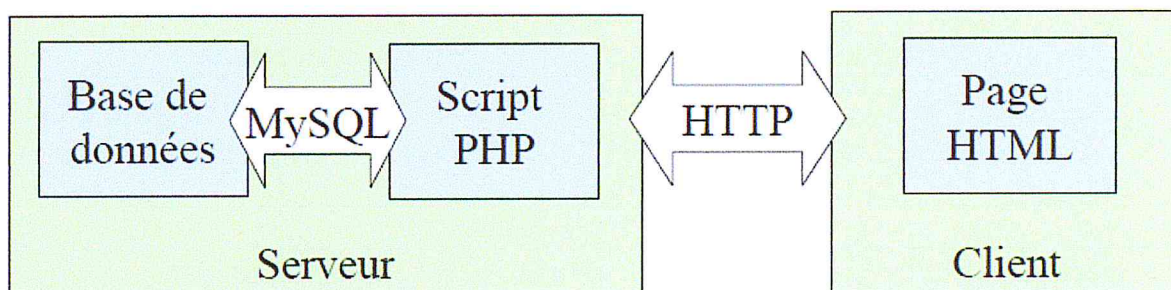 Base de
données
MySQL
Script
PHP
HTTP
Page
HTML
Serveur
Client